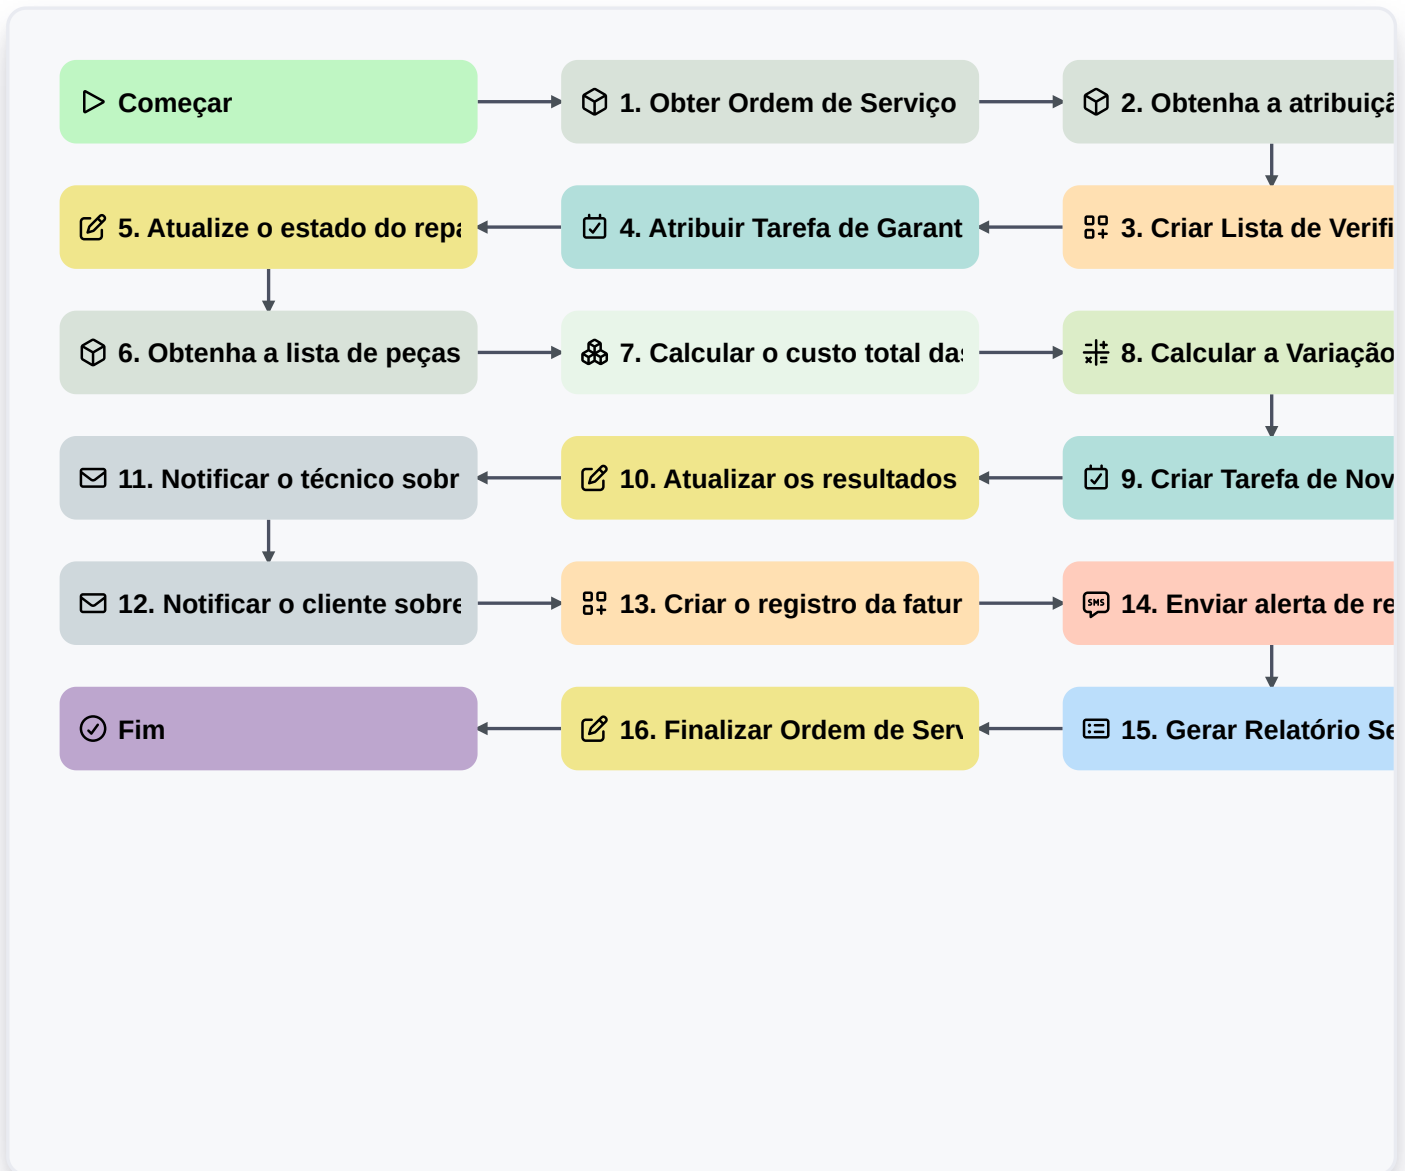 Começar
1. Obter Ordem de Serviço
2. Obtenha a atribuiçã
5. Atualize o estado do repa
4. Atribuir Tarefa de Garant
3. Criar Lista de Verifi
6. Obtenha a lista de peças
7. Calcular o custo total das
8. Calcular a Variação
11. Notificar o técnico sobr
10. Atualizar os resultados
9. Criar Tarefa de Nov
12. Notificar o cliente sobre
13. Criar o registro da fatur
SMS
14. Enviar alerta de re
Fim
16. Finalizar Ordem de Serv
15. Gerar Relatório Se